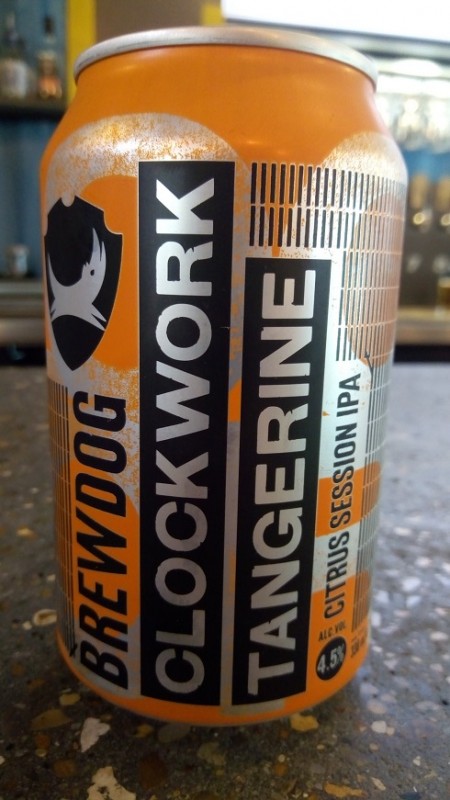 BREWDOG
CLOCKWORK
TANGERINE
CITRUS SESSION IPA
ALC VOL
4.5%